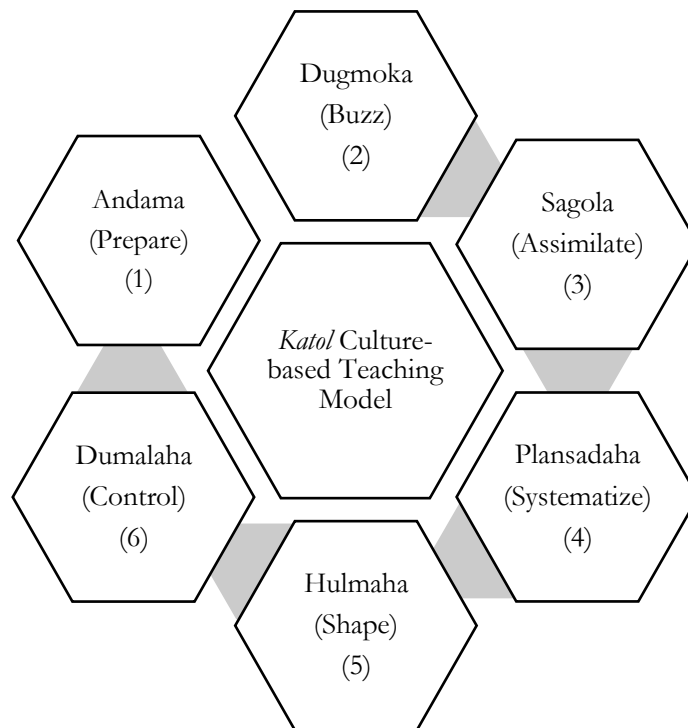 Dugmoka
(Buzz)
(2)
Andama
(Prepare)
(1)
Sagola
(Assimilate)
(3)
Katol Culture-
based Teaching
Model
Dumalaha
(Control)
(6)
Plansadaha
(Systematize)
(4)
Hulmaha
(Shape)
(5)